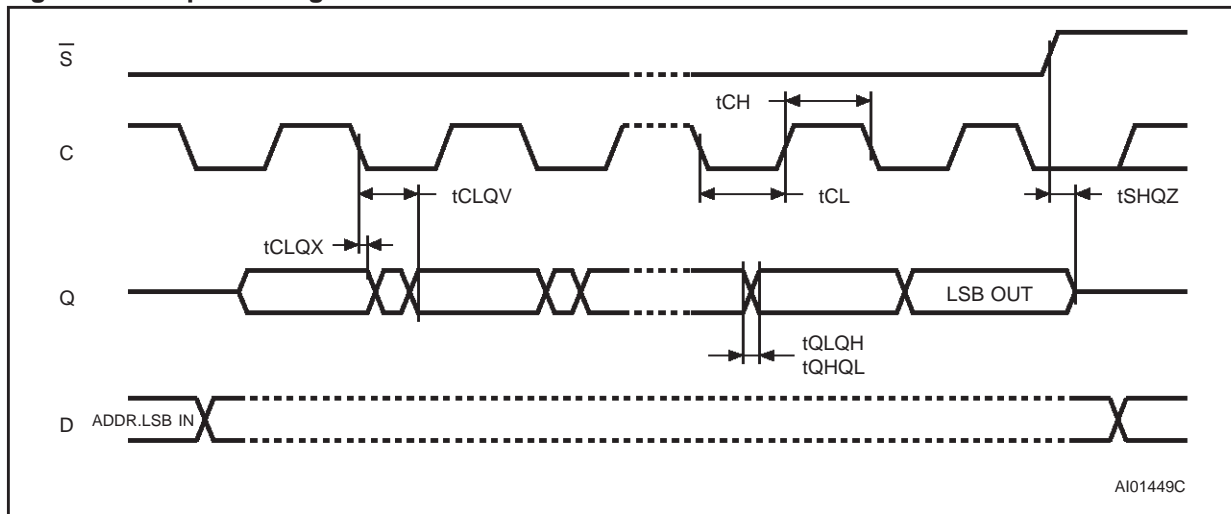 S
tCH
C
tCLQV
tCL
tSHQZ
tCLQX
Q
LSB OUT
tQLQH
tQHQL
D
ADDR.LSB IN
AI01449C